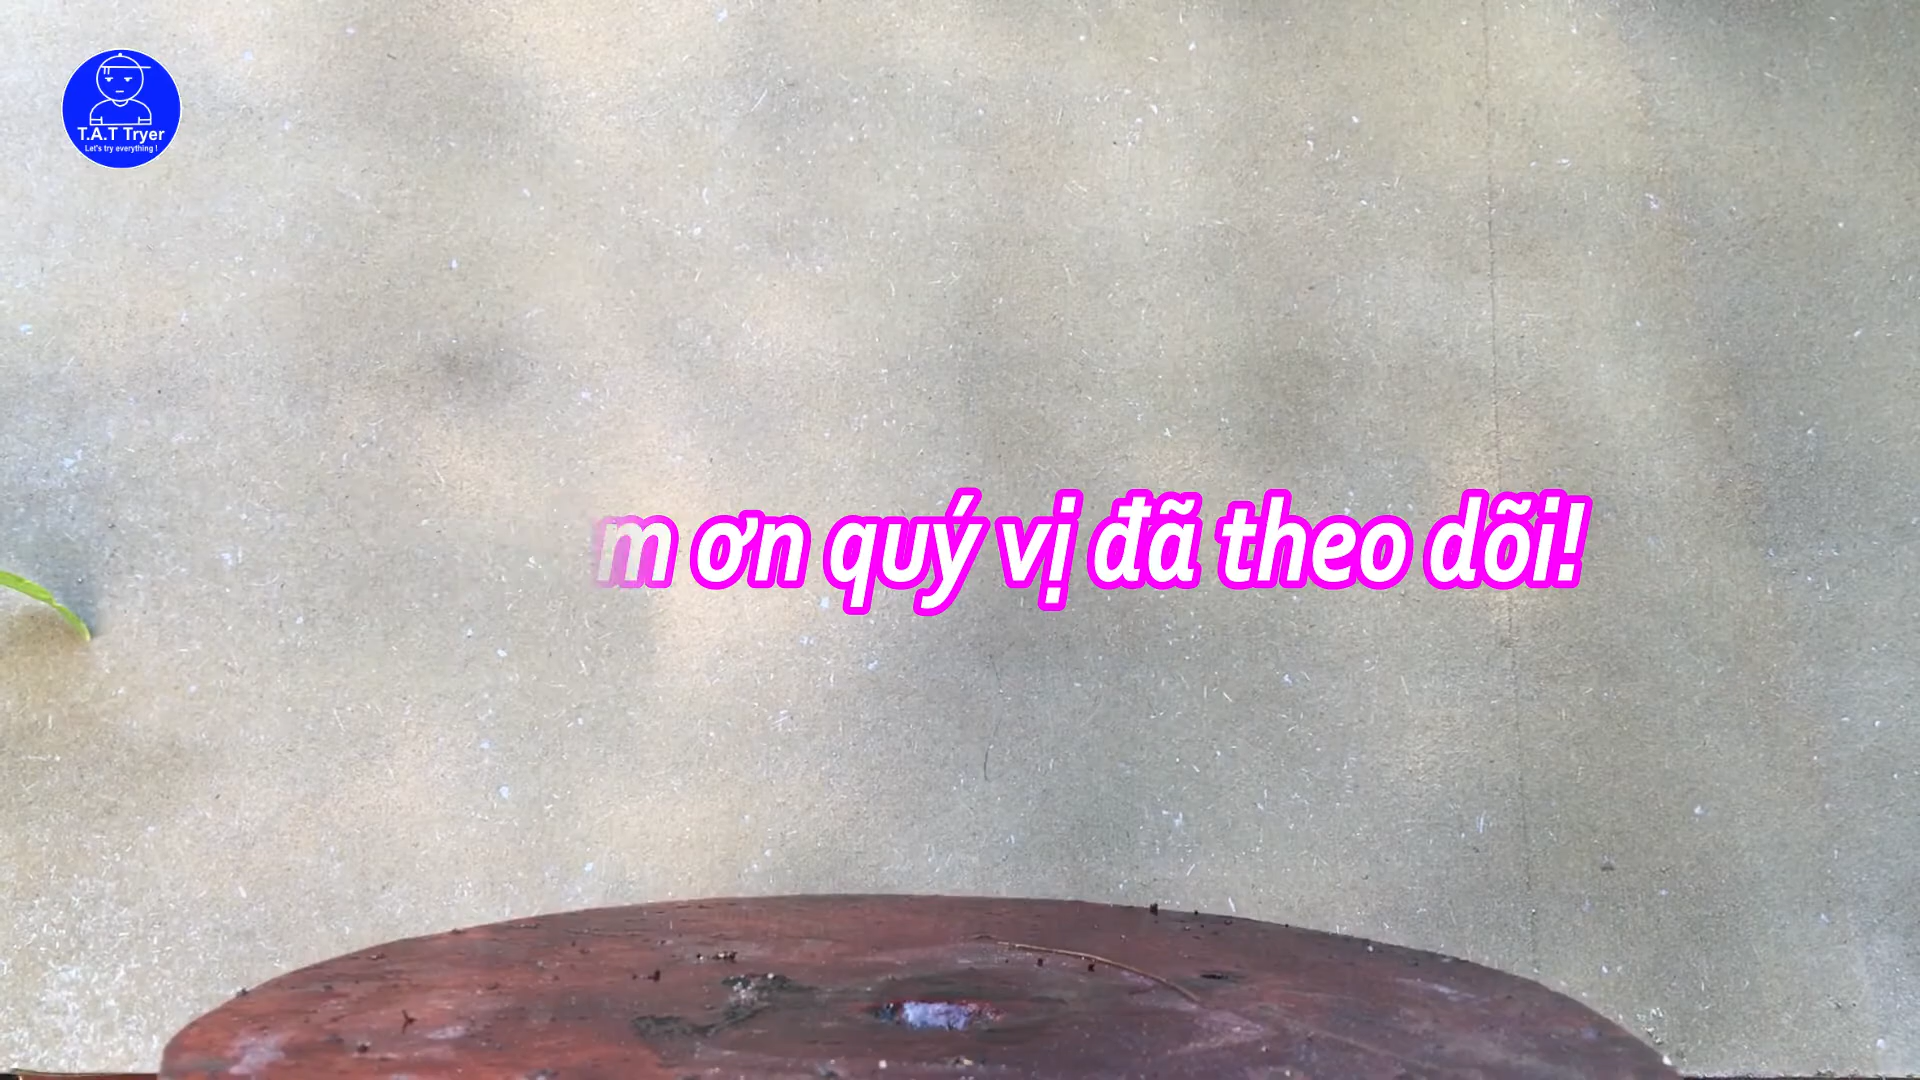 T.A.T Tryer
Let's try everything !
m ơn quý vị đã theo dõi!